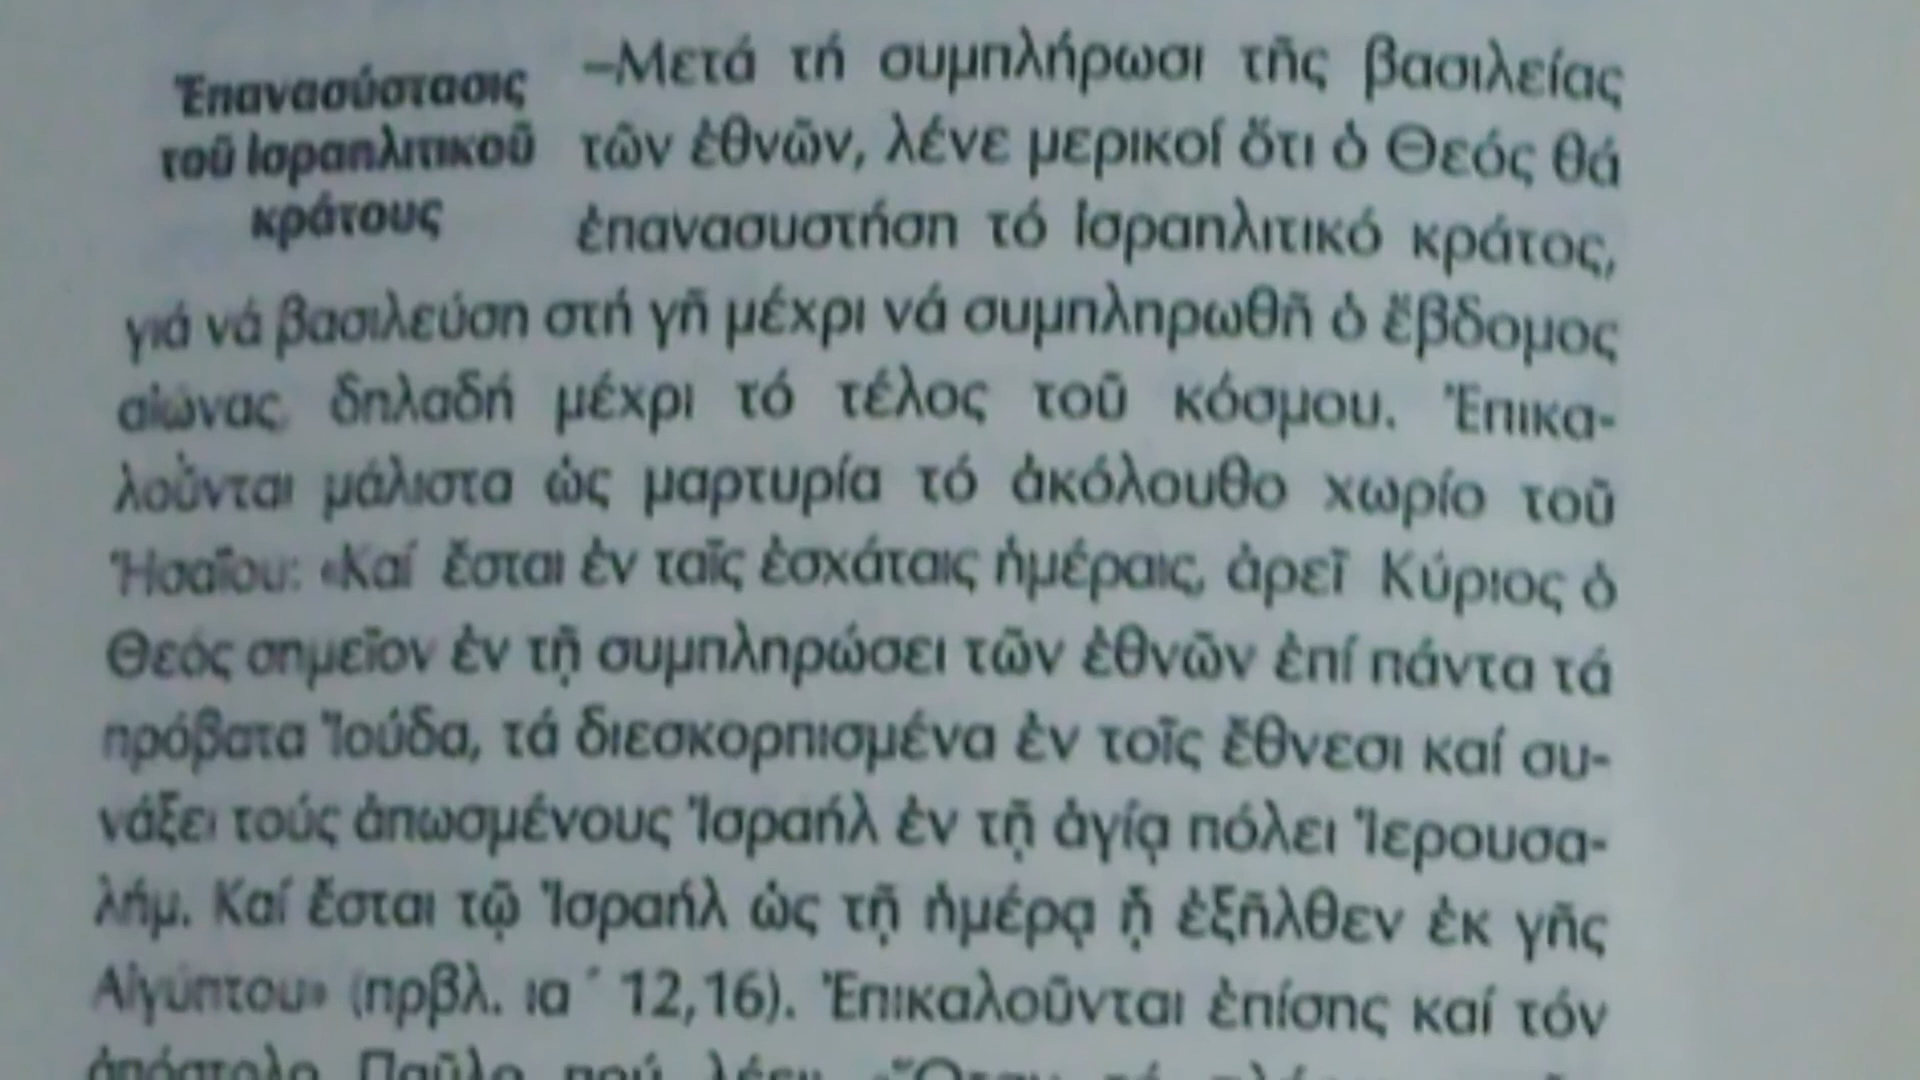 Ἐπανασύστασις
τοῦ Ἰσραηλιτικοῦ
κράτους
–Μετά τή συμπλήρωσι τῆς βασιλείας
τῶν ἐθνῶν, λένε μερικοί ὅτι ὁ Θεός θά
ἐπανασυστήση τό Ἰσραηλιτικό κράτος,
γιά νά βασιλεύση στή γῆ μέχρι νά συμπληρωθῆ ὁ ἕβδομος
αἰώνας, δηλαδή μέχρι τό τέλος τοῦ κόσμου. Ἐπικα-
λοῦνται μάλιστα ὡς μαρτυρία τό ἀκόλουθο χωρίο τοῦ
Ἡσαΐου: «Καί ἔσται ἐν ταῖς ἐσχάταις ἡμέραις, ἀρεῖ Κύριος ὁ
Θεός σημεῖον ἐν τῇ συμπληρώσει τῶν ἐθνῶν ἐπί πάντα τά
πρόβατα Ἰούδα, τά διεσκορπισμένα ἐν τοῖς ἔθνεσι καί συ-
νάξει τούς ἀπωσμένους Ἰσραήλ ἐν τῇ ἁγίᾳ πόλει Ἱερουσα-
λήμ. Καί ἔσται τῷ Ἰσραήλ ὡς τῇ ἡμέρᾳ ᾗ ἐξῆλθεν ἐκ γῆς
Αἰγύπτου» (πρβλ. ια΄ 12,16). Ἐπικαλοῦνται ἐπίσης καί τόν
ἀπόστολο Παῦλο πού λέει «Ὅταν τό